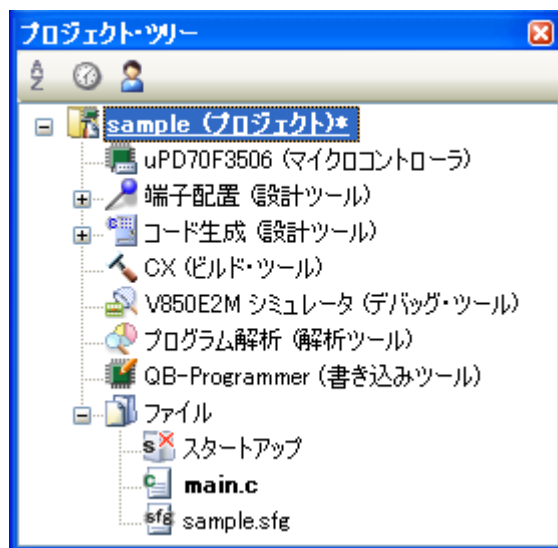 プロジェクト・ツリー
sample (プロジェクト)*
uPD70F3506 (マイクロコントローラ)
端子配置 (設計ツール)
コード生成 (設計ツール)
CX (ビルド・ツール)
V850E2M シミュレータ (デバッグ・ツール)
プログラム解析 (解析ツール)
QB-Programmer (書き込みツール)
ファイル
スタートアップ
main.c
sample.sfg